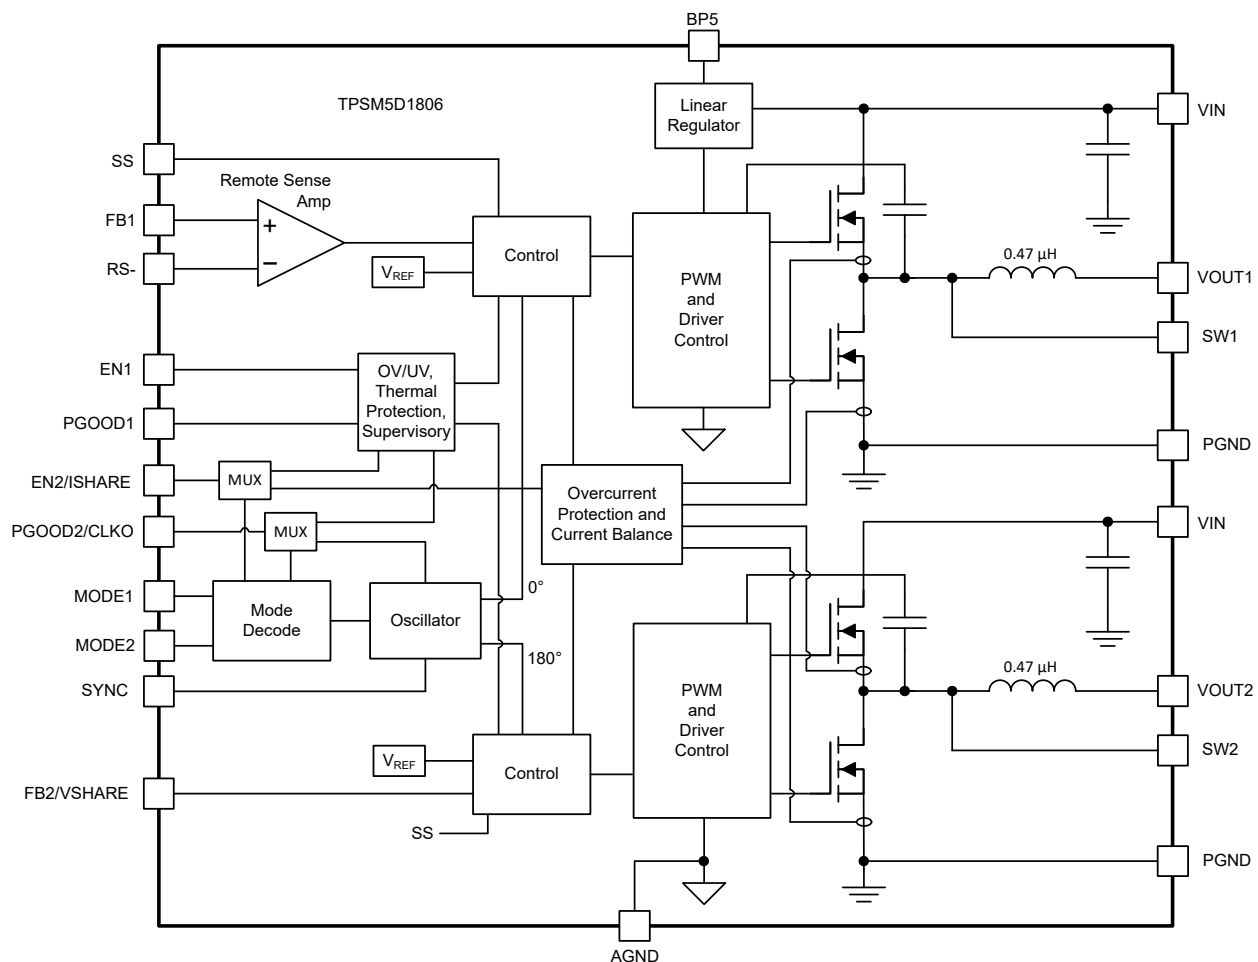 BP5
TPSM5D1806
Linear
Regulator
VIN
SS
Remote Sense
Amp
FB1
+
RS-
−
Control
VREF
PWM
and
Driver
Control
0.47 µH
VOUT1
SW1
EN1
OV/UV,
Thermal
Protection,
Supervisory
PGOOD1
PGND
EN2/ISHARE
MUX
Overcurrent
Protection and
Current Balance
PGOOD2/CLKO
MUX
VIN
MODE1
Mode
Decode
Oscillator
0°
MODE2
180°
SYNC
PWM
and
Driver
Control
0.47 µH
VOUT2
SW2
VREF
Control
FB2/VSHARE
SS
PGND
AGND